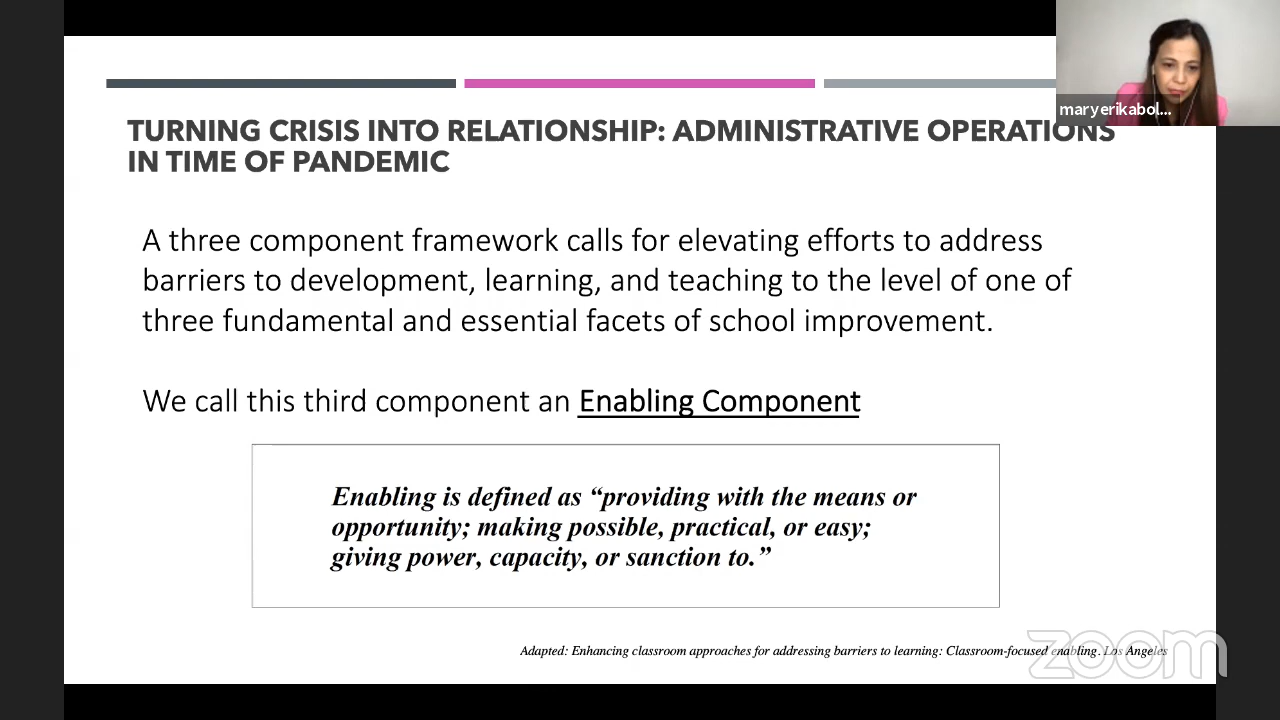 maryerikabol...
TURNING CRISIS INTO RELATIONSHIP: ADMINISTRATIVE OPERATIONS
IN TIME OF PANDEMIC
A three component framework calls for elevating efforts to address
barriers to development, learning, and teaching to the level of one of
three fundamental and essential facets of school improvement.
We call this third component an Enabling Component
Enabling is defined as “providing with the means or
opportunity; making possible, practical, or easy;
giving power, capacity, or sanction to.”
Adapted: Enhancing classroom approaches for addressing barriers to learning: Classroom-focused enabling. Los Angeles
zoom